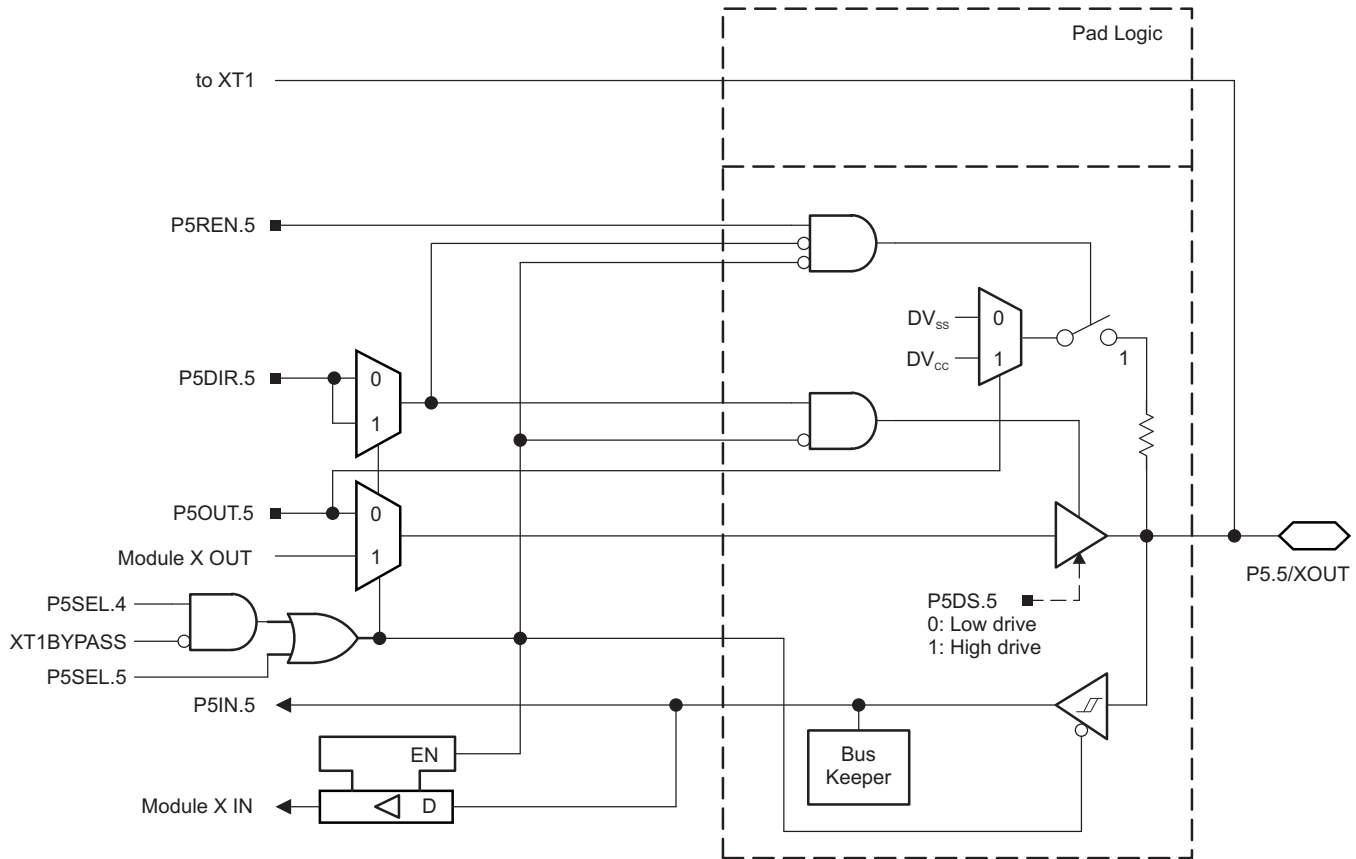 Pad Logic
to XT1
P5REN.5
DVSS
0
DVCC
1
1
P5DIR.5
0
1
P5OUT.5
0
Module X OUT
1
P5.5/XOUT
P5SEL.4
P5DS.5
XT1BYPASS
0: Low drive
1: High drive
P5SEL.5
P5IN.5
EN
Bus
Keeper
Module X IN
D